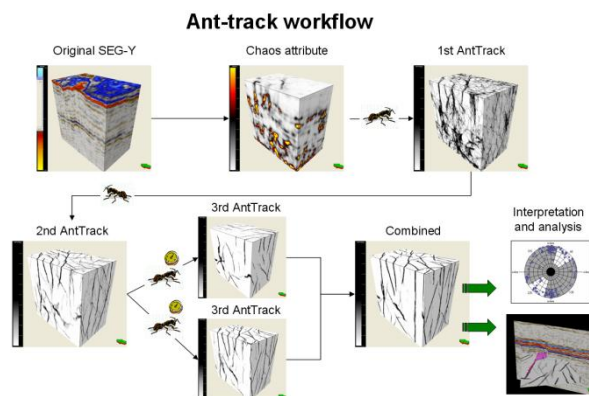 Ant-track workflow
Original SEG-Y
Chaos attribute
1st AntTrack
2nd AntTrack
3rd AntTrack
3rd AntTrack
Combined
Interpretation
and analysis